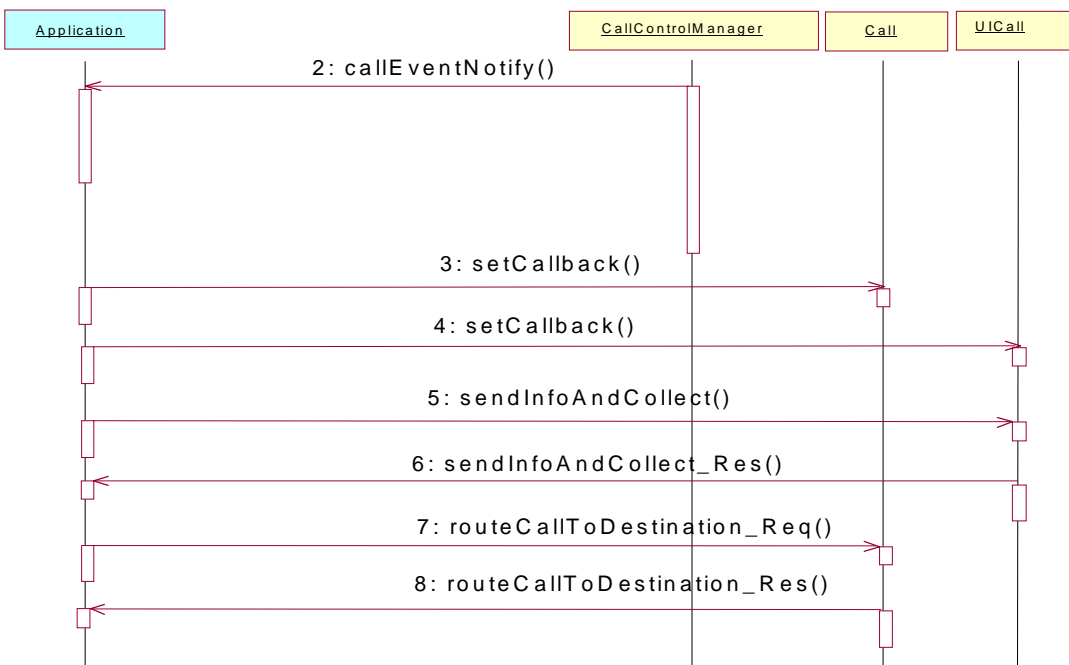 Application
CallControlManager
Call
UICall
2: callEventNotify()
3: setCallback()
4: setCallback()
5: sendInfoAndCollect()
6: sendInfoAndCollect_Res()
7: routeCallToDestination_Req()
8: routeCallToDestination_Res()